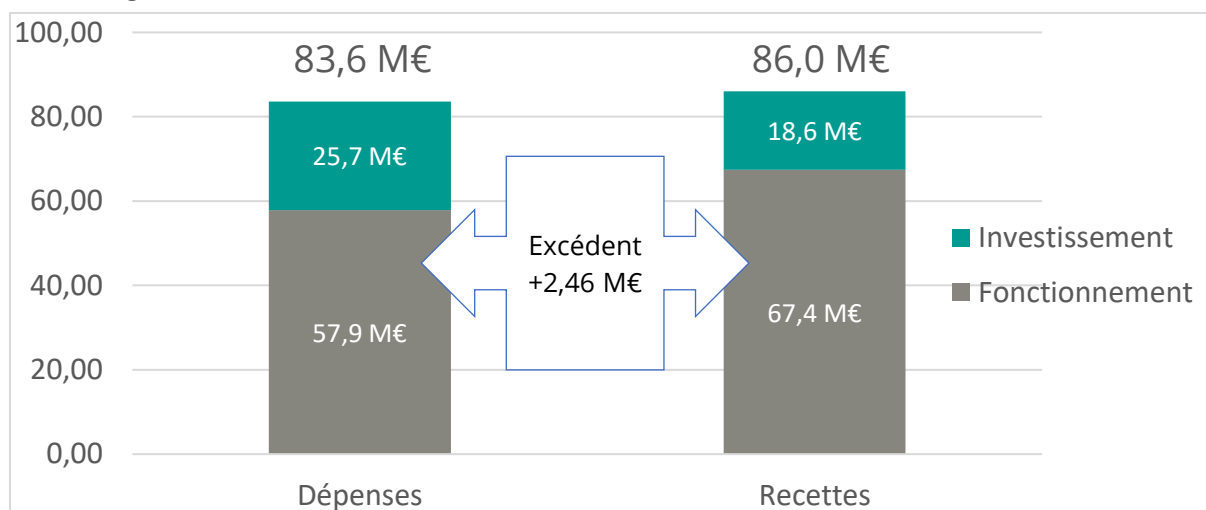 100,00
83,6 M€
86,0 M€
80,00
25,7 M€
18,6 M€
60,00
Excédent
+2,46 M€
Investissement
40,00
Fonctionnement
57,9 M€
67,4 M€
20,00
0,00
Dépenses
Recettes